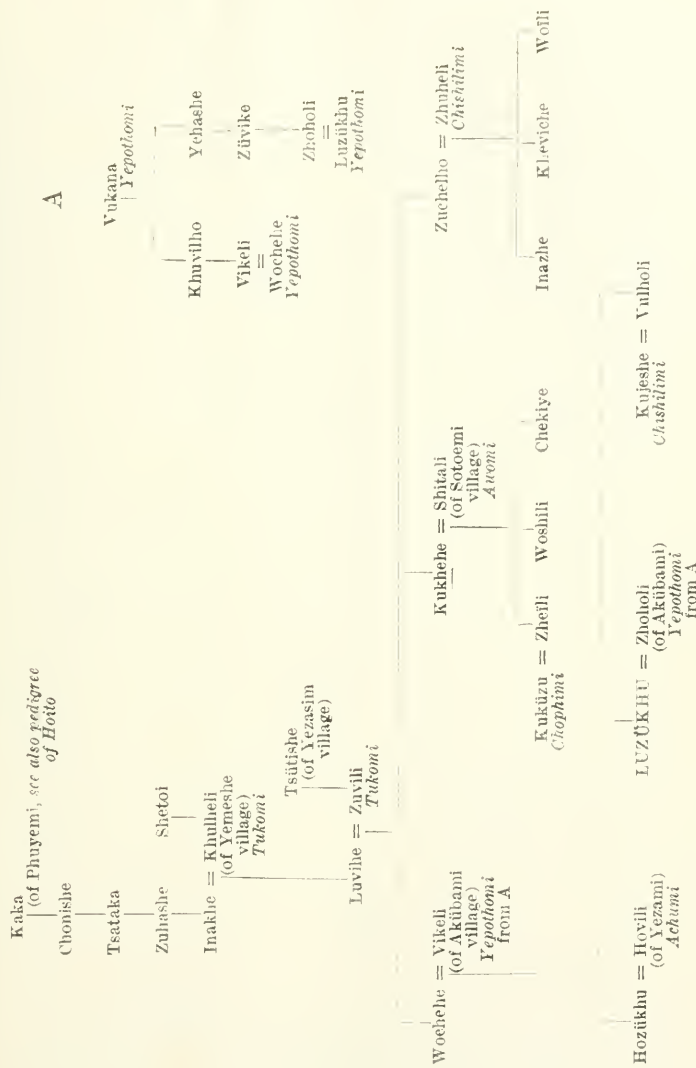 Kaka
(of Phuyemi, see also pedigree
of Hoito
Chonishe
Tsataka
Zuhashe Shetoi
Inakhe = Khulheli
(of Yemeshe
village)
Tukomi
Tsütishe
(of Yezasim
village)
Luvihe = Zuvili
Tukomi
A
Vukana
Yepothomi
Khuvilho Yehashe
Vikeli Züvike
=
Wochehe
Yepothomi
Zhoholi
=
Luzükhu
Yepothomi
Wochehe = Vikeli
(of Akübami
village)
Yepothomi
from A
Kukhehe = Shitali
(of Sotoemi
village)
Awomi
Zuchelho = Zhuheli
Chishilimi
Kuküzu = Zheïli Woshili Chekiye
Chophimi
Inazhe Kheviche Woïli
Hozükhu = Hovili
(of Yezami)
Achumi
LUZÜKHU = Zhoholi
(of Akübami)
Yepothomi
from A
Kujeshe = Vulholi
Chishilimi